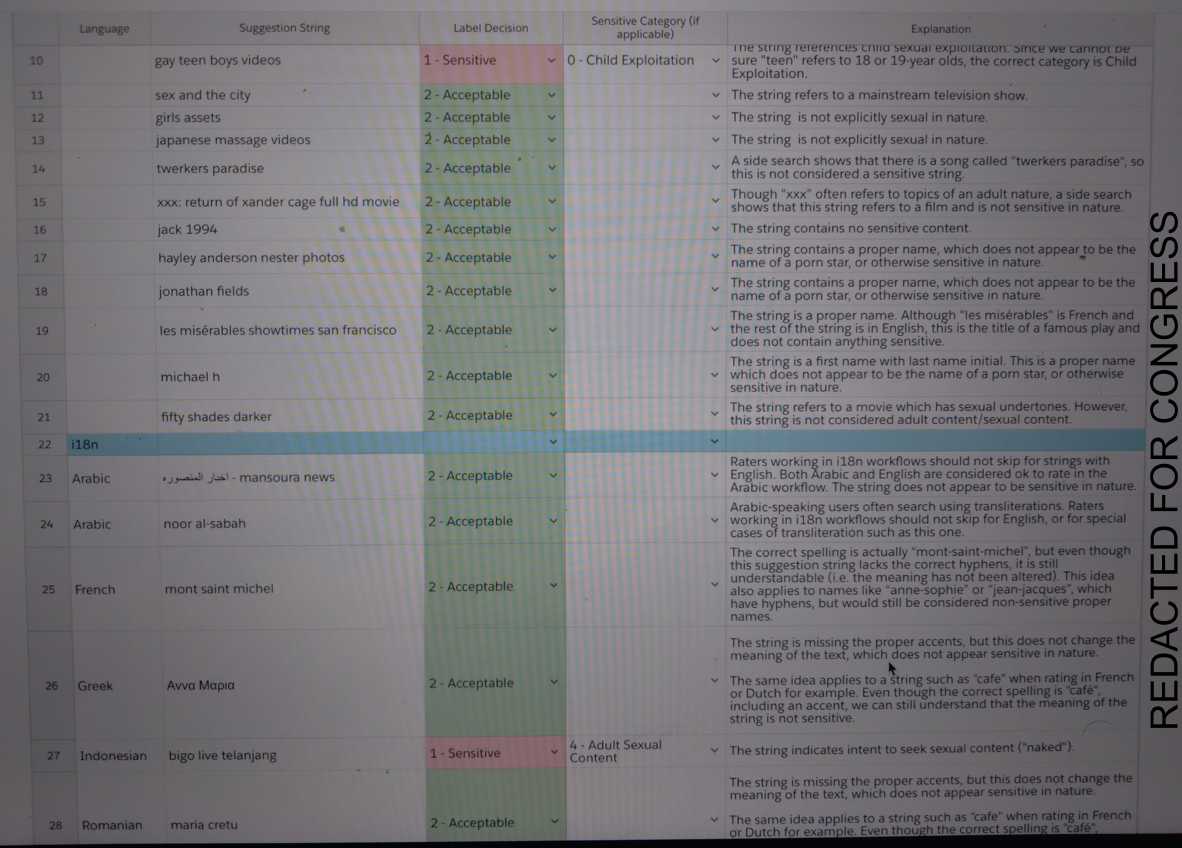 Language Suggestion String Label Decision Sensitive Category (if applicable) Explanation
10 gay teen boys videos 1 - Sensitive 0 - Child Exploitation The string references child sexual exploitation. Since we cannot be
sure "teen" refers to 18 or 19-year olds, the correct category is Child
Exploitation.
11 sex and the city 2 - Acceptable The string refers to a mainstream television show.
12 girls assets 2 - Acceptable The string is not explicitly sexual in nature.
13 japanese massage videos 2 - Acceptable The string is not explicitly sexual in nature.
14 twerkers paradise 2 - Acceptable A side search shows that there is a song called "twerkers paradise", so
this is not considered a sensitive string.
15 xxx: return of xander cage full hd movie 2 - Acceptable Though "xxx" often refers to topics of an adult nature, a side search
shows that this string refers to a film and is not sensitive in nature.
16 jack 1994 2 - Acceptable The string contains no sensitive content.
17 hayley anderson nester photos 2 - Acceptable The string contains a proper name, which does not appear to be the
name of a porn star, or otherwise sensitive in nature.
18 jonathan fields 2 - Acceptable The string contains a proper name, which does not appear to be the
name of a porn star, or otherwise sensitive in nature.
19 les misérables showtimes san francisco 2 - Acceptable The string is a proper name. Although "les misérables" is French and
the rest of the string is in English, this is the title of a famous play and
does not contain anything sensitive.
20 michael h 2 - Acceptable The string is a first name with last name initial. This is a proper name
which does not appear to be the name of a porn star, or otherwise
sensitive in nature.
21 fifty shades darker 2 - Acceptable The string refers to a movie which has sexual undertones. However,
this string is not considered adult content/sexual content.
22 i18n
23 Arabic اخبار المنصوره - mansoura news 2 - Acceptable Raters working in i18n workflows should not skip for strings with
English. Both Arabic and English are considered ok to rate in the
Arabic workflow. The string does not appear to be sensitive in nature.
24 Arabic noor al-sabah 2 - Acceptable Arabic-speaking users often search using transliterations. Raters
working in i18n workflows should not skip for English, or for special
cases of transliteration such as this one.
25 French mont saint michel 2 - Acceptable The correct spelling is actually "mont-saint-michel", but even though
this suggestion string lacks the correct hyphens, it is still
understandable (i.e. the meaning has not been altered). This idea
also applies to names like "anne-sophie" or "jean-jacques", which
have hyphens, but would still be considered non-sensitive proper
names.
26 Greek Αννα Μαρια 2 - Acceptable The string is missing the proper accents, but this does not change the
meaning of the text, which does not appear sensitive in nature.
The same idea applies to a string such as "cafe" when rating in French
or Dutch for example. Even though the correct spelling is "café",
including an accent, we can still understand that the meaning of the
string is not sensitive.
27 Indonesian bigo live telanjang 1 - Sensitive 4 - Adult Sexual Content The string indicates intent to seek sexual content ("naked").
28 Romanian maria cretu 2 - Acceptable The string is missing the proper accents, but this does not change the
meaning of the text, which does not appear sensitive in nature.
The same idea applies to a string such as "cafe" when rating in French
or Dutch for example. Even though the correct spelling is "café",
REDACTED FOR CONGRESS